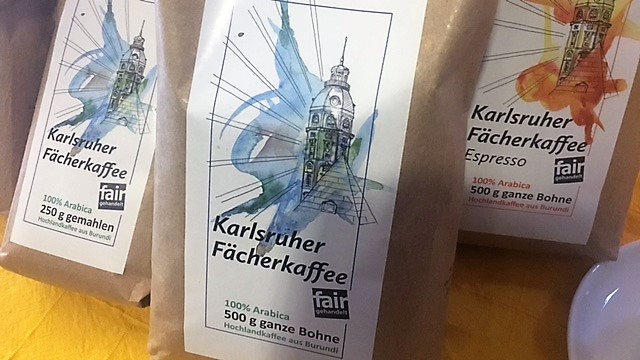 Karlsruher
Fächerkaffee
fair
gehandelt
100% Arabica
250 g gemahlen
Hochlandkaffee aus Burundi
Karlsruher
Fächerkaffee
fair
gehandelt
100% Arabica
500 g ganze Bohne
Hochlandkaffee aus Burundi
Karlsruher
Fächerkaffee
Espresso
fair
gehandelt
100% Arabica
500 g ganze Bohne
Hochlandkaffee aus Burundi